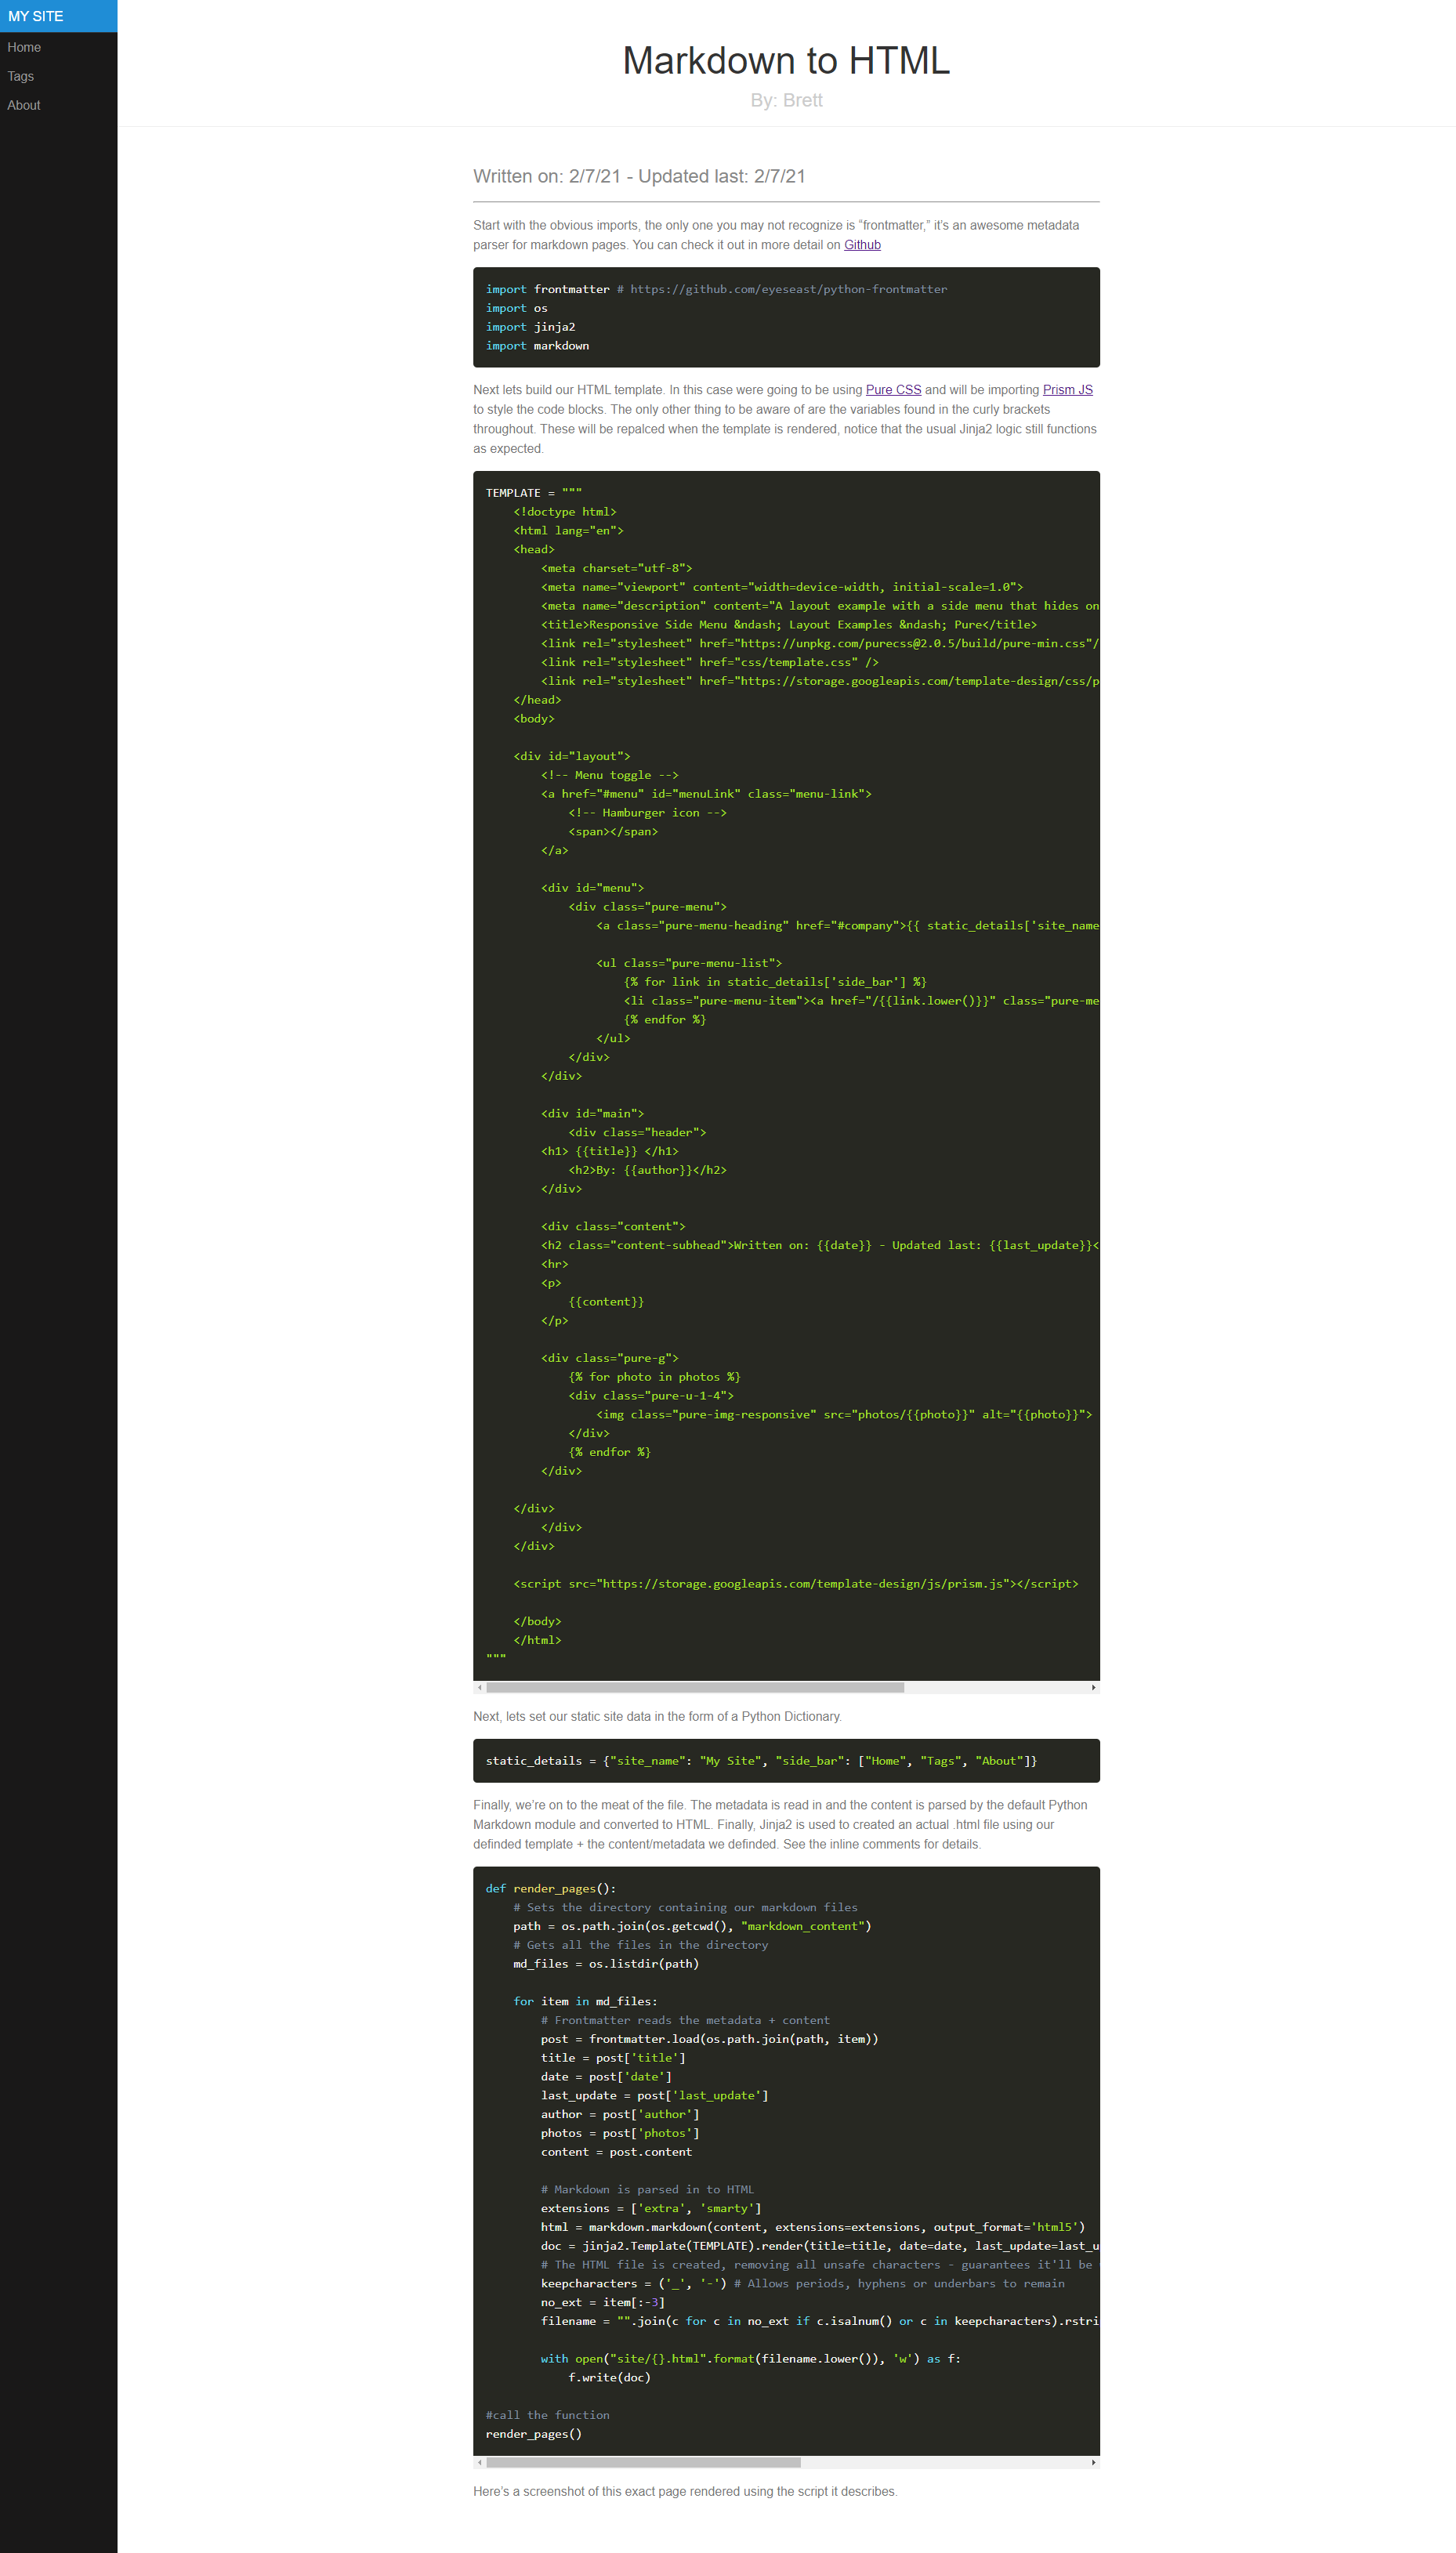 MY SITE
Home
Tags
About
Markdown to HTML
By: Brett
Written on: 2/7/21 - Updated last: 2/7/21
Start with the obvious imports, the only one you may not recognize is “frontmatter,” it’s an awesome metadata
parser for markdown pages. You can check it out in more detail on Github
import frontmatter # https://github.com/eyeseast/python-frontmatter
import os
import jinja2
import markdown
Next lets build our HTML template. In this case were going to be using Pure CSS and will be importing Prism JS
to style the code blocks. The only other thing to be aware of are the variables found in the curly brackets
throughout. These will be repalced when the template is rendered, notice that the usual Jinja2 logic still functions
as expected.
TEMPLATE = """
    <!doctype html>
    <html lang="en">
    <head>
        <meta charset="utf-8">
        <meta name="viewport" content="width=device-width, initial-scale=1.0">
        <meta name="description" content="A layout example with a side menu that hides on
        <title>Responsive Side Menu &ndash; Layout Examples &ndash; Pure</title>
        <link rel="stylesheet" href="https://unpkg.com/purecss@2.0.5/build/pure-min.css"/
        <link rel="stylesheet" href="css/template.css" />
        <link rel="stylesheet" href="https://storage.googleapis.com/template-design/css/p
    </head>
    <body>

    <div id="layout">
        <!-- Menu toggle -->
        <a href="#menu" id="menuLink" class="menu-link">
            <!-- Hamburger icon -->
            <span></span>
        </a>

        <div id="menu">
            <div class="pure-menu">
                <a class="pure-menu-heading" href="#company">{{ static_details['site_name

                <ul class="pure-menu-list">
                    {% for link in static_details['side_bar'] %}
                    <li class="pure-menu-item"><a href="/{{link.lower()}}" class="pure-me
                    {% endfor %}
                </ul>
            </div>
        </div>

        <div id="main">
            <div class="header">
        <h1> {{title}} </h1>
            <h2>By: {{author}}</h2>
        </div>

        <div class="content">
        <h2 class="content-subhead">Written on: {{date}} - Updated last: {{last_update}}<
        <hr>
        <p>
            {{content}}
        </p>

        <div class="pure-g">
            {% for photo in photos %}
            <div class="pure-u-1-4">
                <img class="pure-img-responsive" src="photos/{{photo}}" alt="{{photo}}">
            </div>
            {% endfor %}
        </div>

    </div>
        </div>
    </div>

    <script src="https://storage.googleapis.com/template-design/js/prism.js"></script>

    </body>
    </html>
"""
Next, lets set our static site data in the form of a Python Dictionary.
static_details = {"site_name": "My Site", "side_bar": ["Home", "Tags", "About"]}
Finally, we’re on to the meat of the file. The metadata is read in and the content is parsed by the default Python
Markdown module and converted to HTML. Finally, Jinja2 is used to created an actual .html file using our
definded template + the content/metadata we definded. See the inline comments for details.
def render_pages():
    # Sets the directory containing our markdown files
    path = os.path.join(os.getcwd(), "markdown_content")
    # Gets all the files in the directory
    md_files = os.listdir(path)

    for item in md_files:
        # Frontmatter reads the metadata + content
        post = frontmatter.load(os.path.join(path, item))
        title = post['title']
        date = post['date']
        last_update = post['last_update']
        author = post['author']
        photos = post['photos']
        content = post.content

        # Markdown is parsed in to HTML
        extensions = ['extra', 'smarty']
        html = markdown.markdown(content, extensions=extensions, output_format='html5')
        doc = jinja2.Template(TEMPLATE).render(title=title, date=date, last_update=last_u
        # The HTML file is created, removing all unsafe characters - guarantees it'll be
        keepcharacters = ('_', '-') # Allows periods, hyphens or underbars to remain
        no_ext = item[:-3]
        filename = "".join(c for c in no_ext if c.isalnum() or c in keepcharacters).rstri

        with open("site/{}.html".format(filename.lower()), 'w') as f:
            f.write(doc)

#call the function
render_pages()
Here’s a screenshot of this exact page rendered using the script it describes.